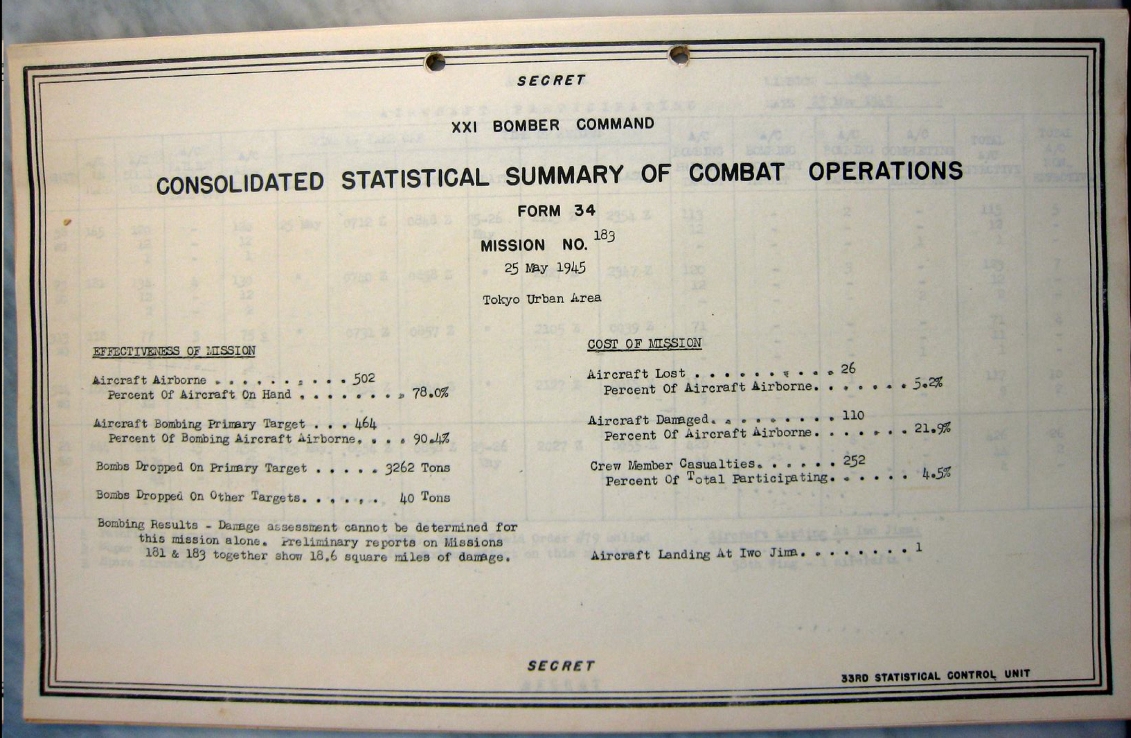 SECRET
XXI BOMBER COMMAND
CONSOLIDATED STATISTICAL SUMMARY OF COMBAT OPERATIONS
FORM 34
MISSION NO. 183
25 May 1945
Tokyo Urban Area
EFFECTIVENESS OF MISSION
Aircraft Airborne . . . . . . . . . . 502
Percent Of Aircraft On Hand . . . . . . . . 78.0%
Aircraft Bombing Primary Target . . . 464
Percent Of Bombing Aircraft Airborne. . . . 90.4%
Bombs Dropped On Primary Target . . . . . 3262 Tons
Bombs Dropped On Other Targets. . . . . . 40 Tons
Bombing Results - Damage assessment cannot be determined for
this mission alone. Preliminary reports on Missions
181 & 183 together show 18.6 square miles of damage.
COST OF MISSION
Aircraft Lost . . . . . . . . . . 26
Percent Of Aircraft Airborne. . . . . . . 5.2%
Aircraft Damaged. . . . . . . . . 110
Percent Of Aircraft Airborne. . . . . . . 21.9%
Crew Member Casualties. . . . . . 252
Percent Of Total Participating. . . . . . 4.5%
Aircraft Landing At Iwo Jima. . . . . . . . 1
SECRET
33RD STATISTICAL CONTROL UNIT